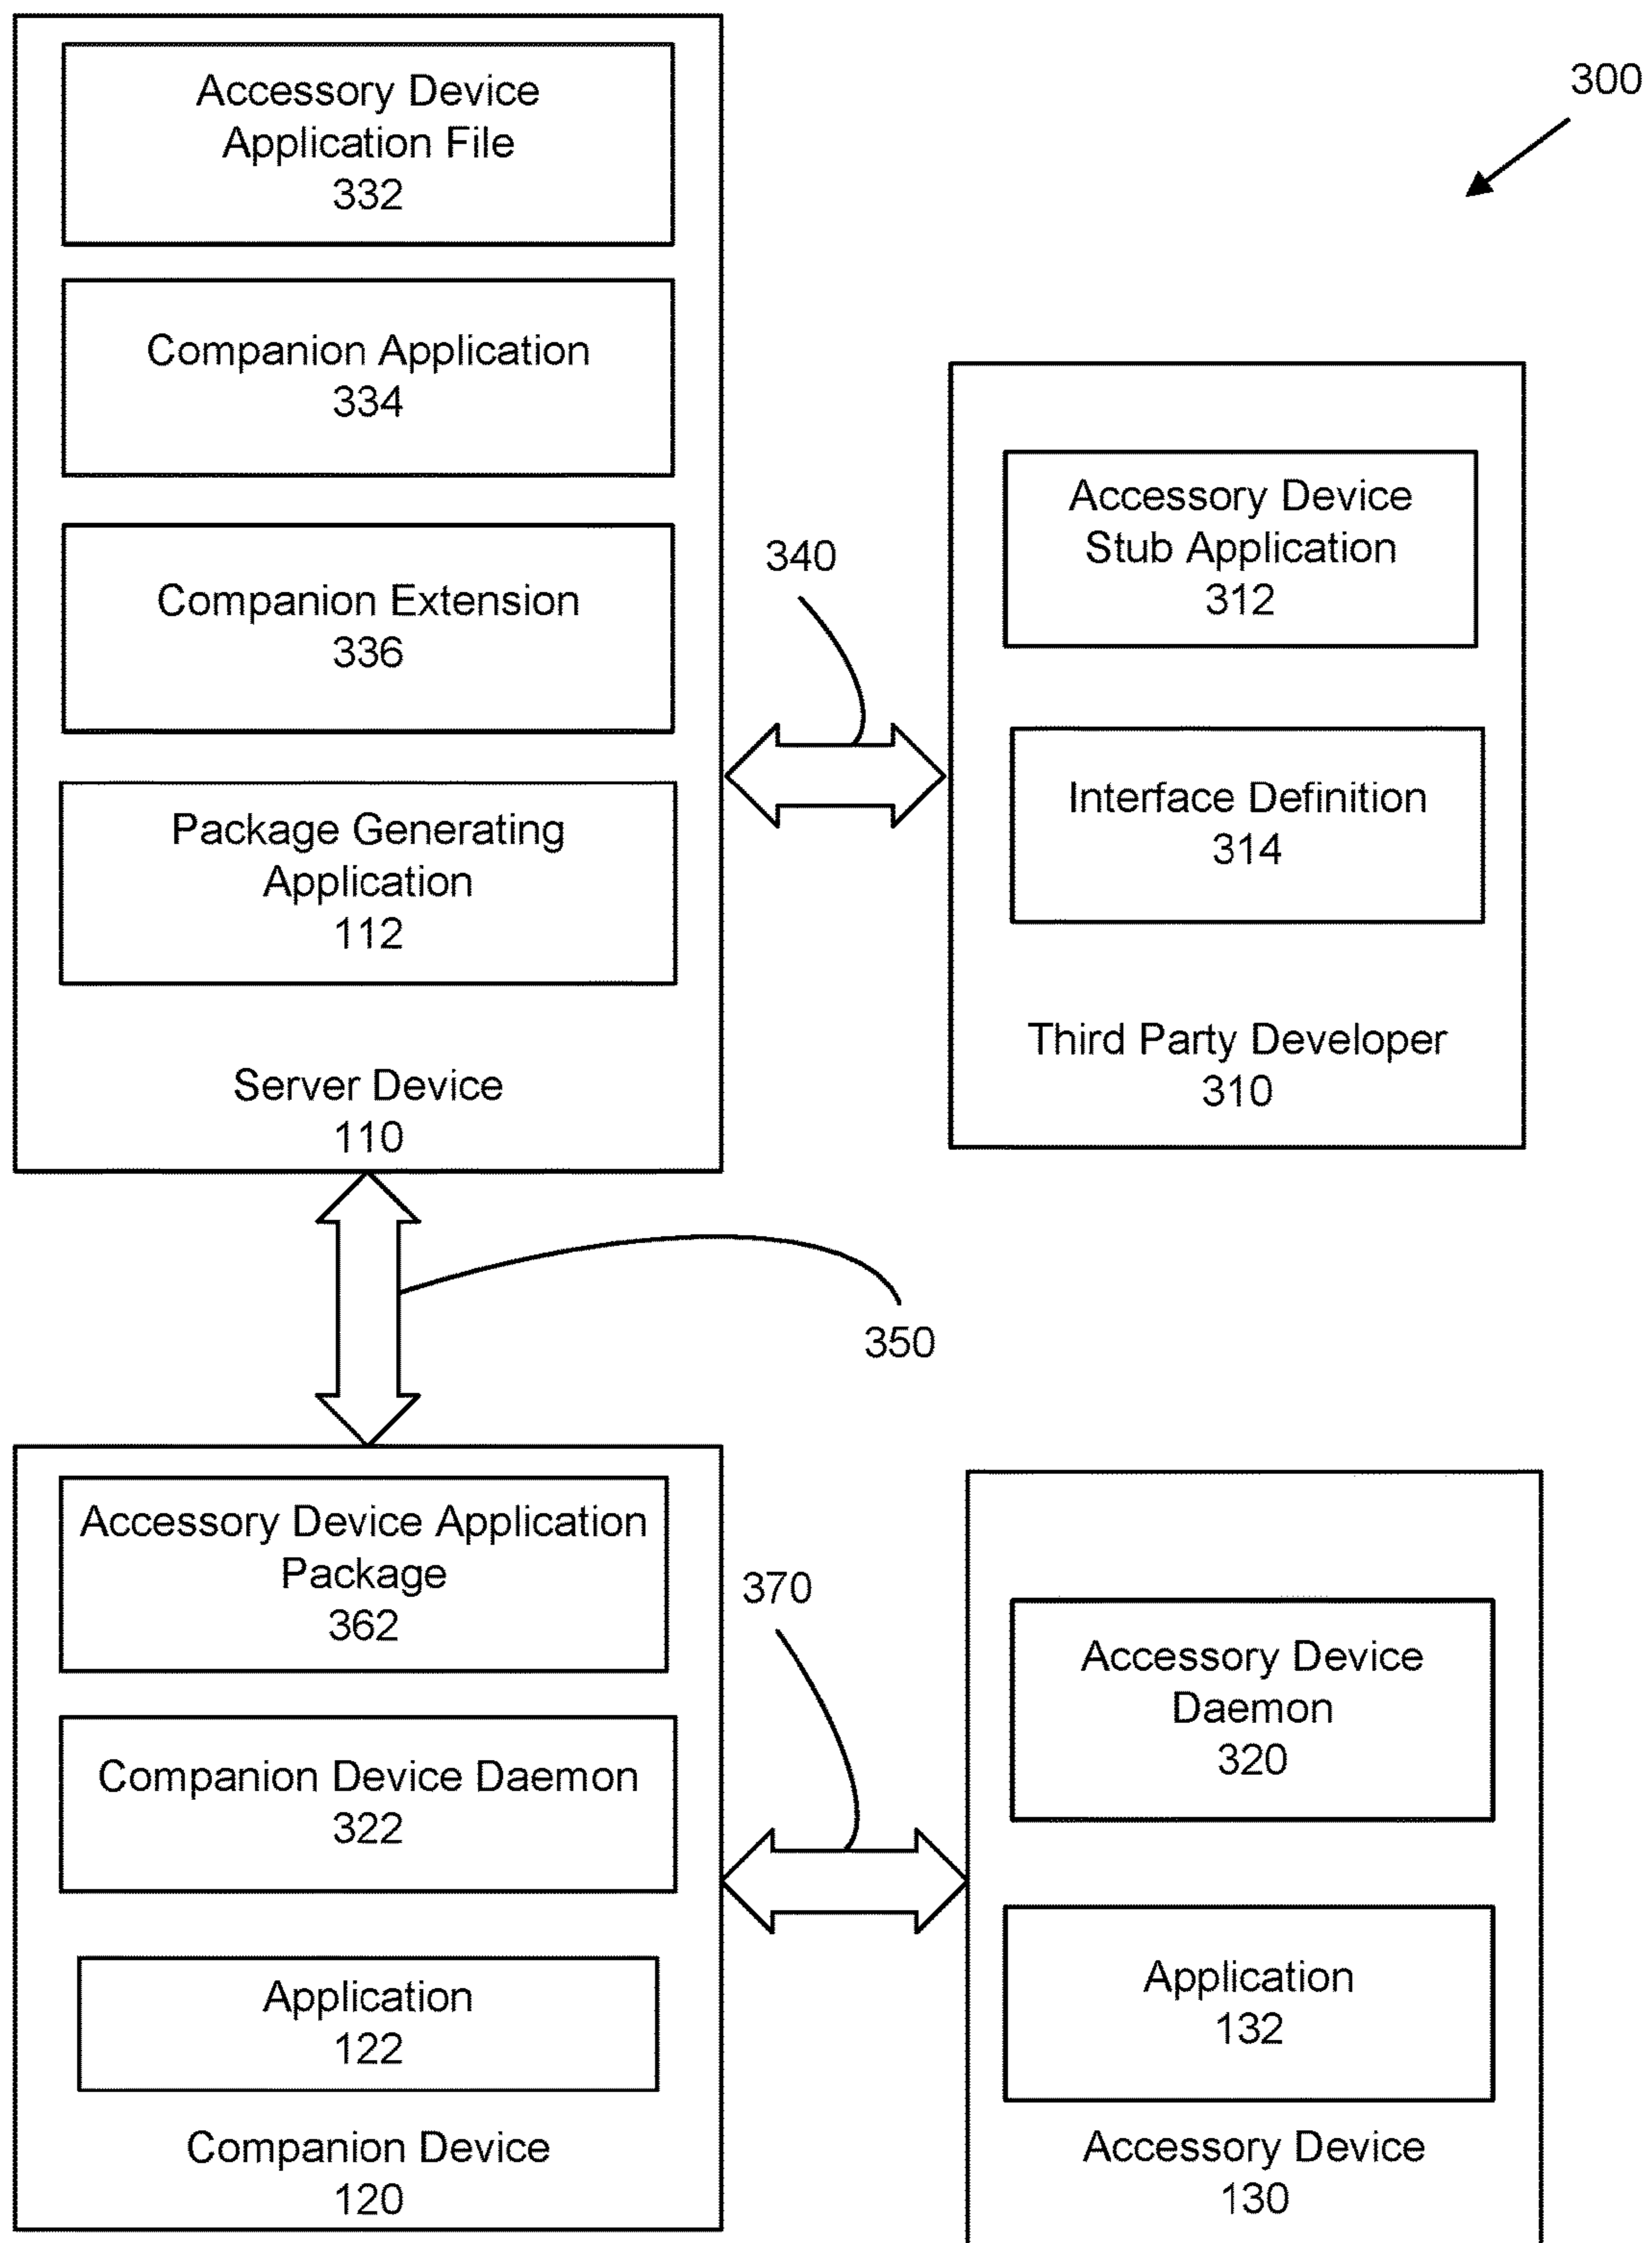 Accessory Device
Application File
332
300
Companion Application
334
Companion Extension
336
Package Generating
Application
112
Server Device
110
340
Accessory Device
Stub Application
312
Interface Definition
314
Third Party Developer
310
350
Accessory Device Application
Package
362
Companion Device Daemon
322
Application
122
Companion Device
120
370
Accessory Device
Daemon
320
Application
132
Accessory Device
130